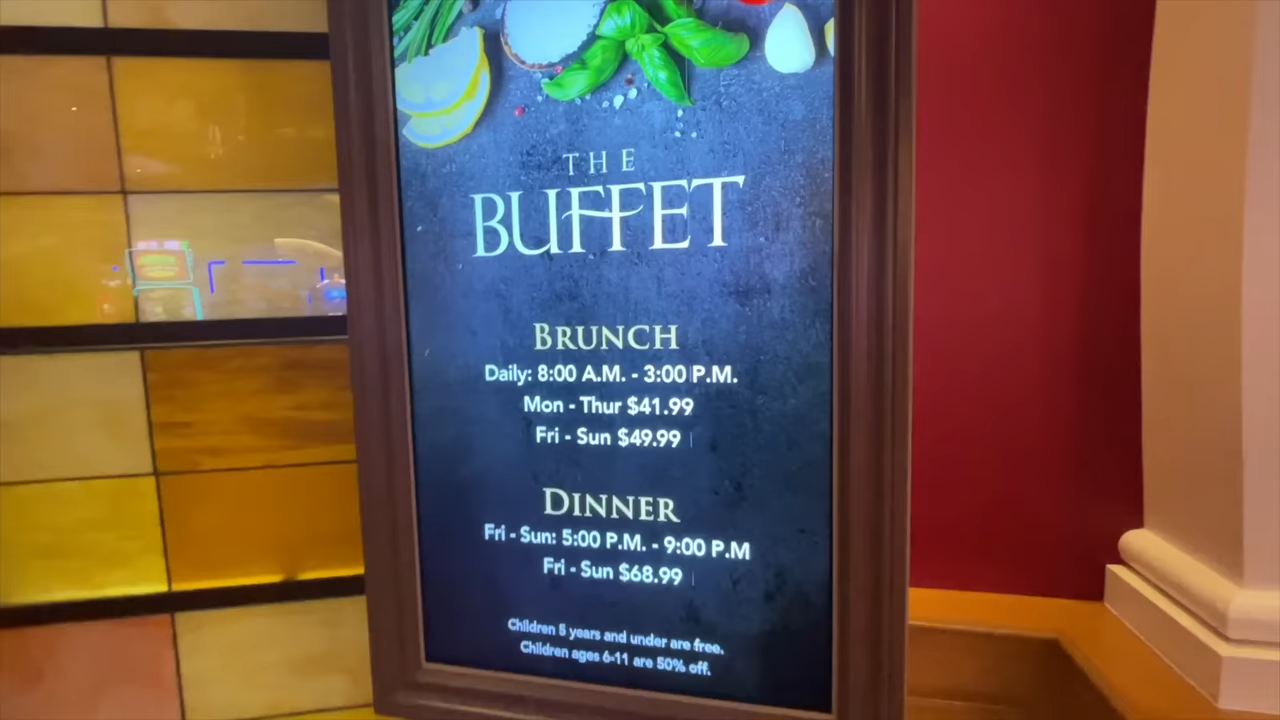 THE
BUFFET
BRUNCH
Daily: 8:00 A.M. - 3:00 P.M.
Mon - Thur $41.99
Fri - Sun $49.99
DINNER
Fri - Sun: 5:00 P.M. - 9:00 P.M
Fri - Sun $68.99
Children 5 years and under are free.
Children ages 6-11 are 50% off.